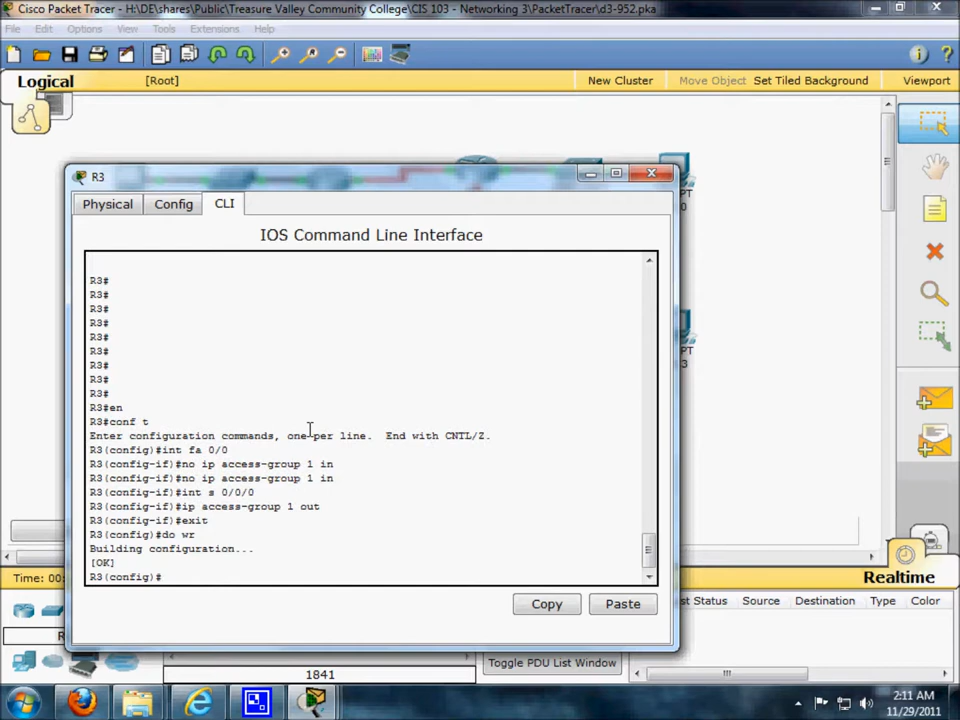 Cisco Packet Tracer - H:\DE\shares\Public\Treasure Valley Community College\CIS 103 - Networking 3\PacketTracer\d3-952.pka
File Edit Options View Tools Extensions Help
Logical [Root] New Cluster Move Object Set Tiled Background Viewport
R3
Physical Config CLI
IOS Command Line Interface
R3#
R3#
R3#
R3#
R3#
R3#
R3#
R3#
R3#
R3#en
R3#conf t
Enter configuration commands, one per line. End with CNTL/Z.
R3(config)#int fa 0/0
R3(config-if)#no ip access-group 1 in
R3(config-if)#no ip access-group 1 in
R3(config-if)#int s 0/0/0
R3(config-if)#ip access-group 1 out
R3(config-if)#exit
R3(config)#do wr
Building configuration...
[OK]
R3(config)#
Copy Paste
PT
0
PT
3
Time: 00: Realtime
st Status Source Destination Type Color
R
1841
Toggle PDU List Window
2:11 AM
11/29/2011